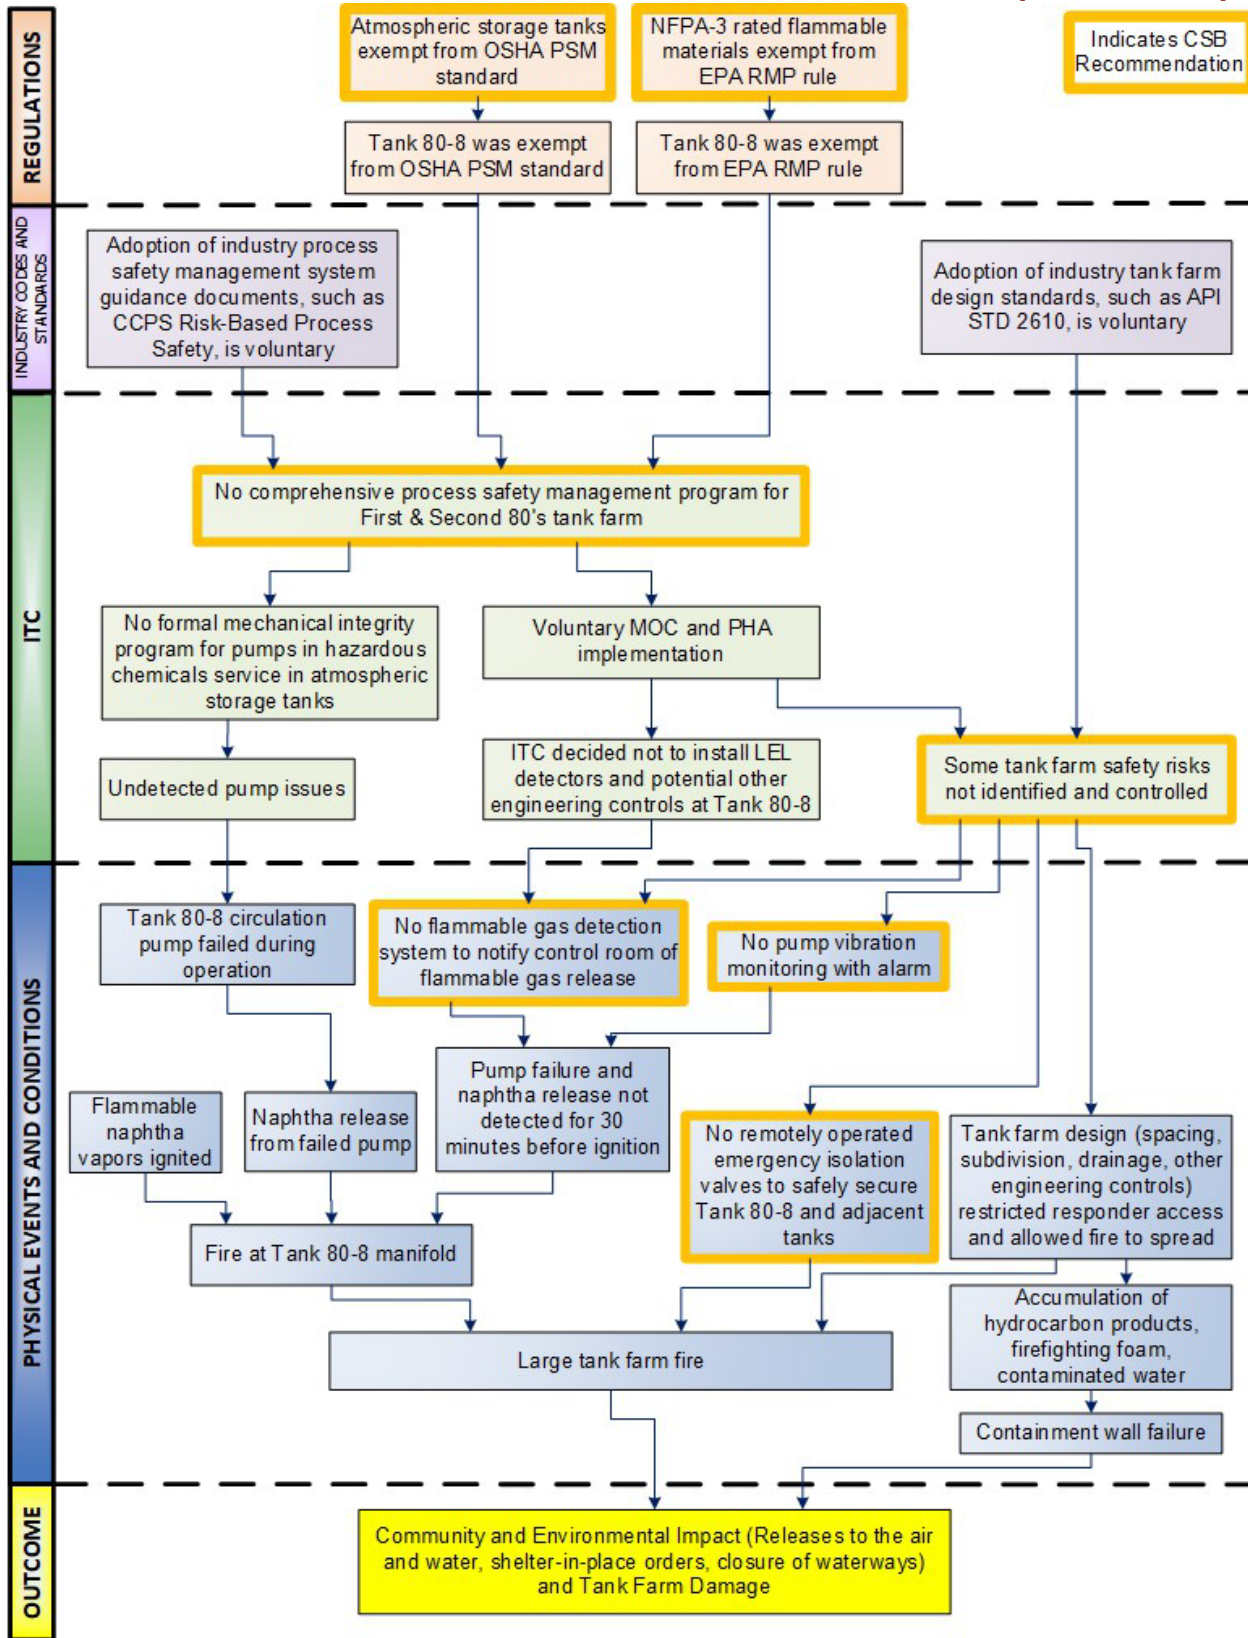 Atmospheric storage tanks
exempt from OSHA PSM
standard
NFPA-3 rated flammable
materials exempt from
EPA RMP rule
Indicates CSB
Recommendation
REGULATIONS
Tank 80-8 was exempt
from OSHA PSM standard
Tank 80-8 was exempt
from EPA RMP rule
INDUSTRY CODES AND
STANDARDS
Adoption of industry process
safety management system
guidance documents, such as
CCPS Risk-Based Process
Safety, is voluntary
Adoption of industry tank farm
design standards, such as API
STD 2610, is voluntary
ITC
No comprehensive process safety management program for
First & Second 80's tank farm
No formal mechanical integrity
program for pumps in hazardous
chemicals service in atmospheric
storage tanks
Voluntary MOC and PHA
implementation
Undetected pump issues
ITC decided not to install LEL
detectors and potential other
engineering controls at Tank 80-8
Some tank farm safety risks
not identified and controlled
PHYSICAL EVENTS AND CONDITIONS
Tank 80-8 circulation
pump failed during
operation
No flammable gas detection
system to notify control room of
flammable gas release
No pump vibration
monitoring with alarm
Flammable
naphtha
vapors ignited
Naphtha release
from failed pump
Pump failure and
naphtha release not
detected for 30
minutes before ignition
No remotely operated
emergency isolation
valves to safely secure
Tank 80-8 and adjacent
tanks
Tank farm design (spacing,
subdivision, drainage, other
engineering controls)
restricted responder access
and allowed fire to spread
Fire at Tank 80-8 manifold
Large tank farm fire
Accumulation of
hydrocarbon products,
firefighting foam,
contaminated water
Containment wall failure
OUTCOME
Community and Environmental Impact (Releases to the air
and water, shelter-in-place orders, closure of waterways)
and Tank Farm Damage